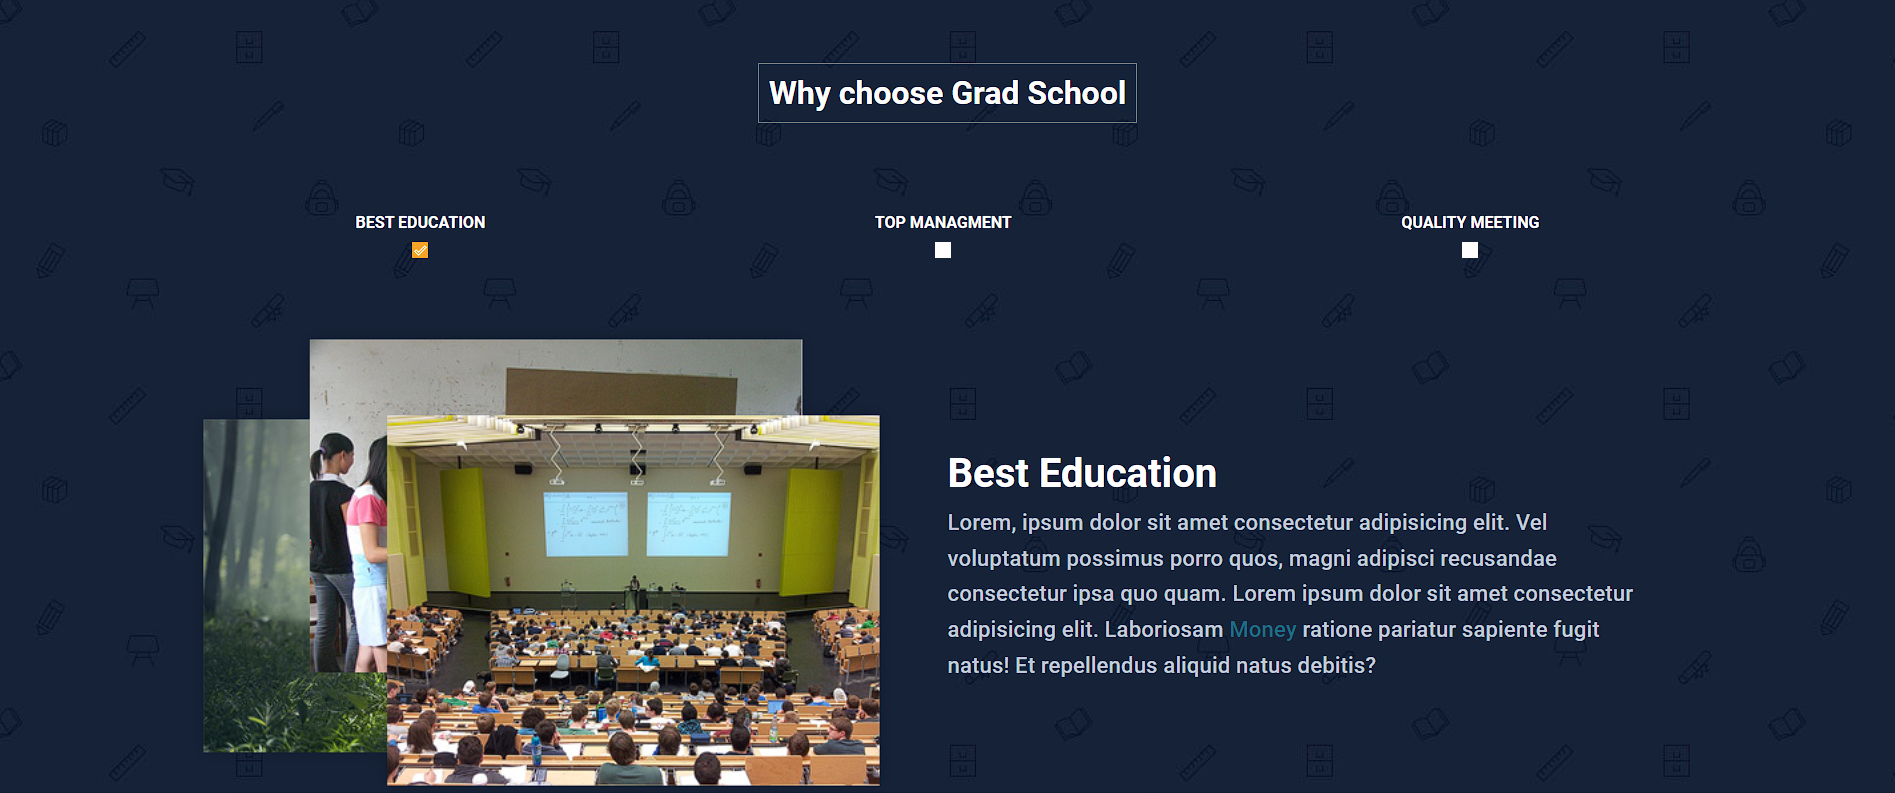 Why choose Grad School
BEST EDUCATION
TOP MANAGMENT
QUALITY MEETING
Best Education
Lorem, ipsum dolor sit amet consectetur adipisicing elit. Vel
voluptatum possimus porro quos, magni adipisci recusandae
consectetur ipsa quo quam. Lorem ipsum dolor sit amet consectetur
adipisicing elit. Laboriosam Money ratione pariatur sapiente fugit
natus! Et repellendus aliquid natus debitis?